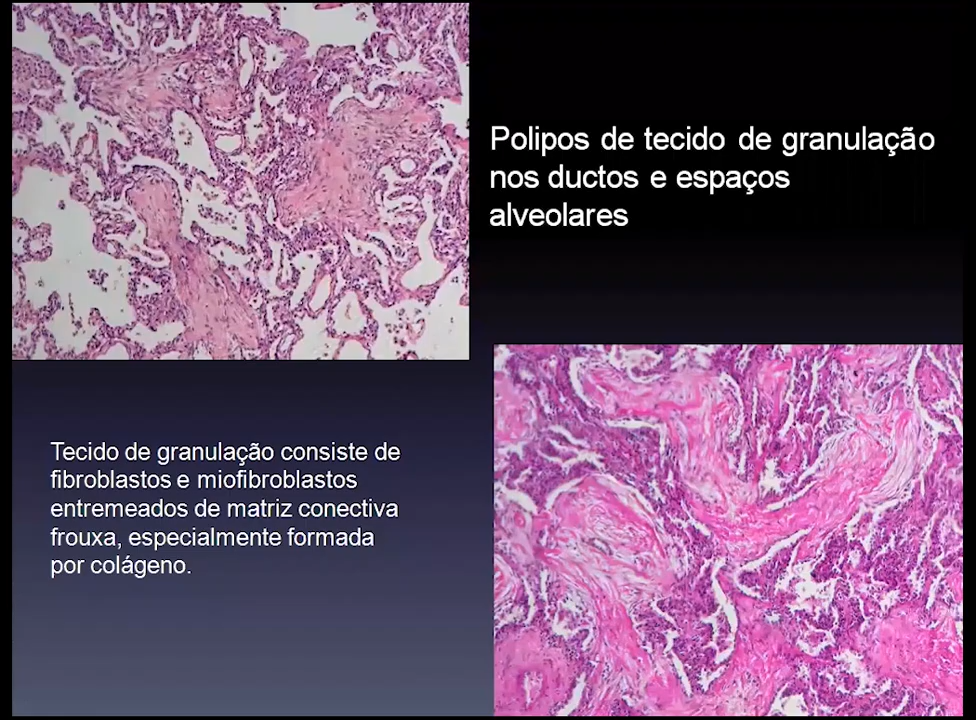 Polipos de tecido de granulação
nos ductos e espaços
alveolares
Tecido de granulação consiste de
fibroblastos e miofibroblastos
entremeados de matriz conectiva
frouxa, especialmente formada
por colágeno.